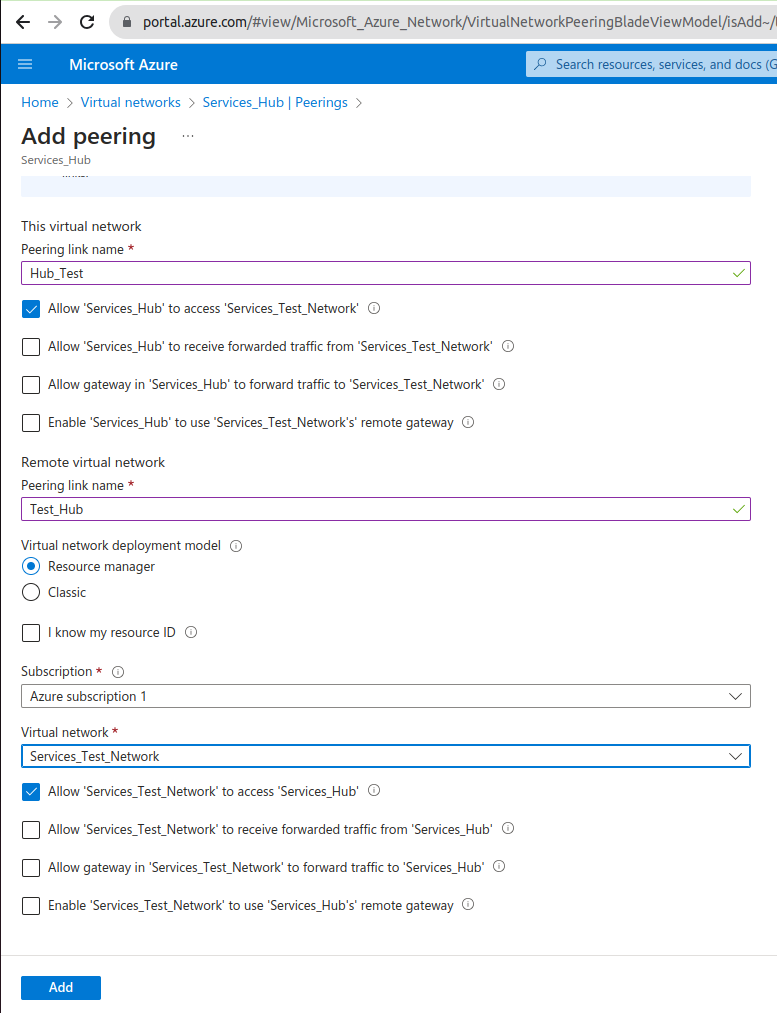 portal.azure.com/#view/Microsoft_Azure_Network/VirtualNetworkPeeringBladeViewModel/isAdd~/
Microsoft Azure
Search resources, services, and docs (G
Home > Virtual networks > Services_Hub | Peerings >
Add peering ...
Services_Hub
links.
This virtual network
Peering link name *
Hub_Test
Allow 'Services_Hub' to access 'Services_Test_Network'
Allow 'Services_Hub' to receive forwarded traffic from 'Services_Test_Network'
Allow gateway in 'Services_Hub' to forward traffic to 'Services_Test_Network'
Enable 'Services_Hub' to use 'Services_Test_Network's' remote gateway
Remote virtual network
Peering link name *
Test_Hub
Virtual network deployment model
Resource manager
Classic
I know my resource ID
Subscription *
Azure subscription 1
Virtual network *
Services_Test_Network
Allow 'Services_Test_Network' to access 'Services_Hub'
Allow 'Services_Test_Network' to receive forwarded traffic from 'Services_Hub'
Allow gateway in 'Services_Test_Network' to forward traffic to 'Services_Hub'
Enable 'Services_Test_Network' to use 'Services_Hub's' remote gateway
Add